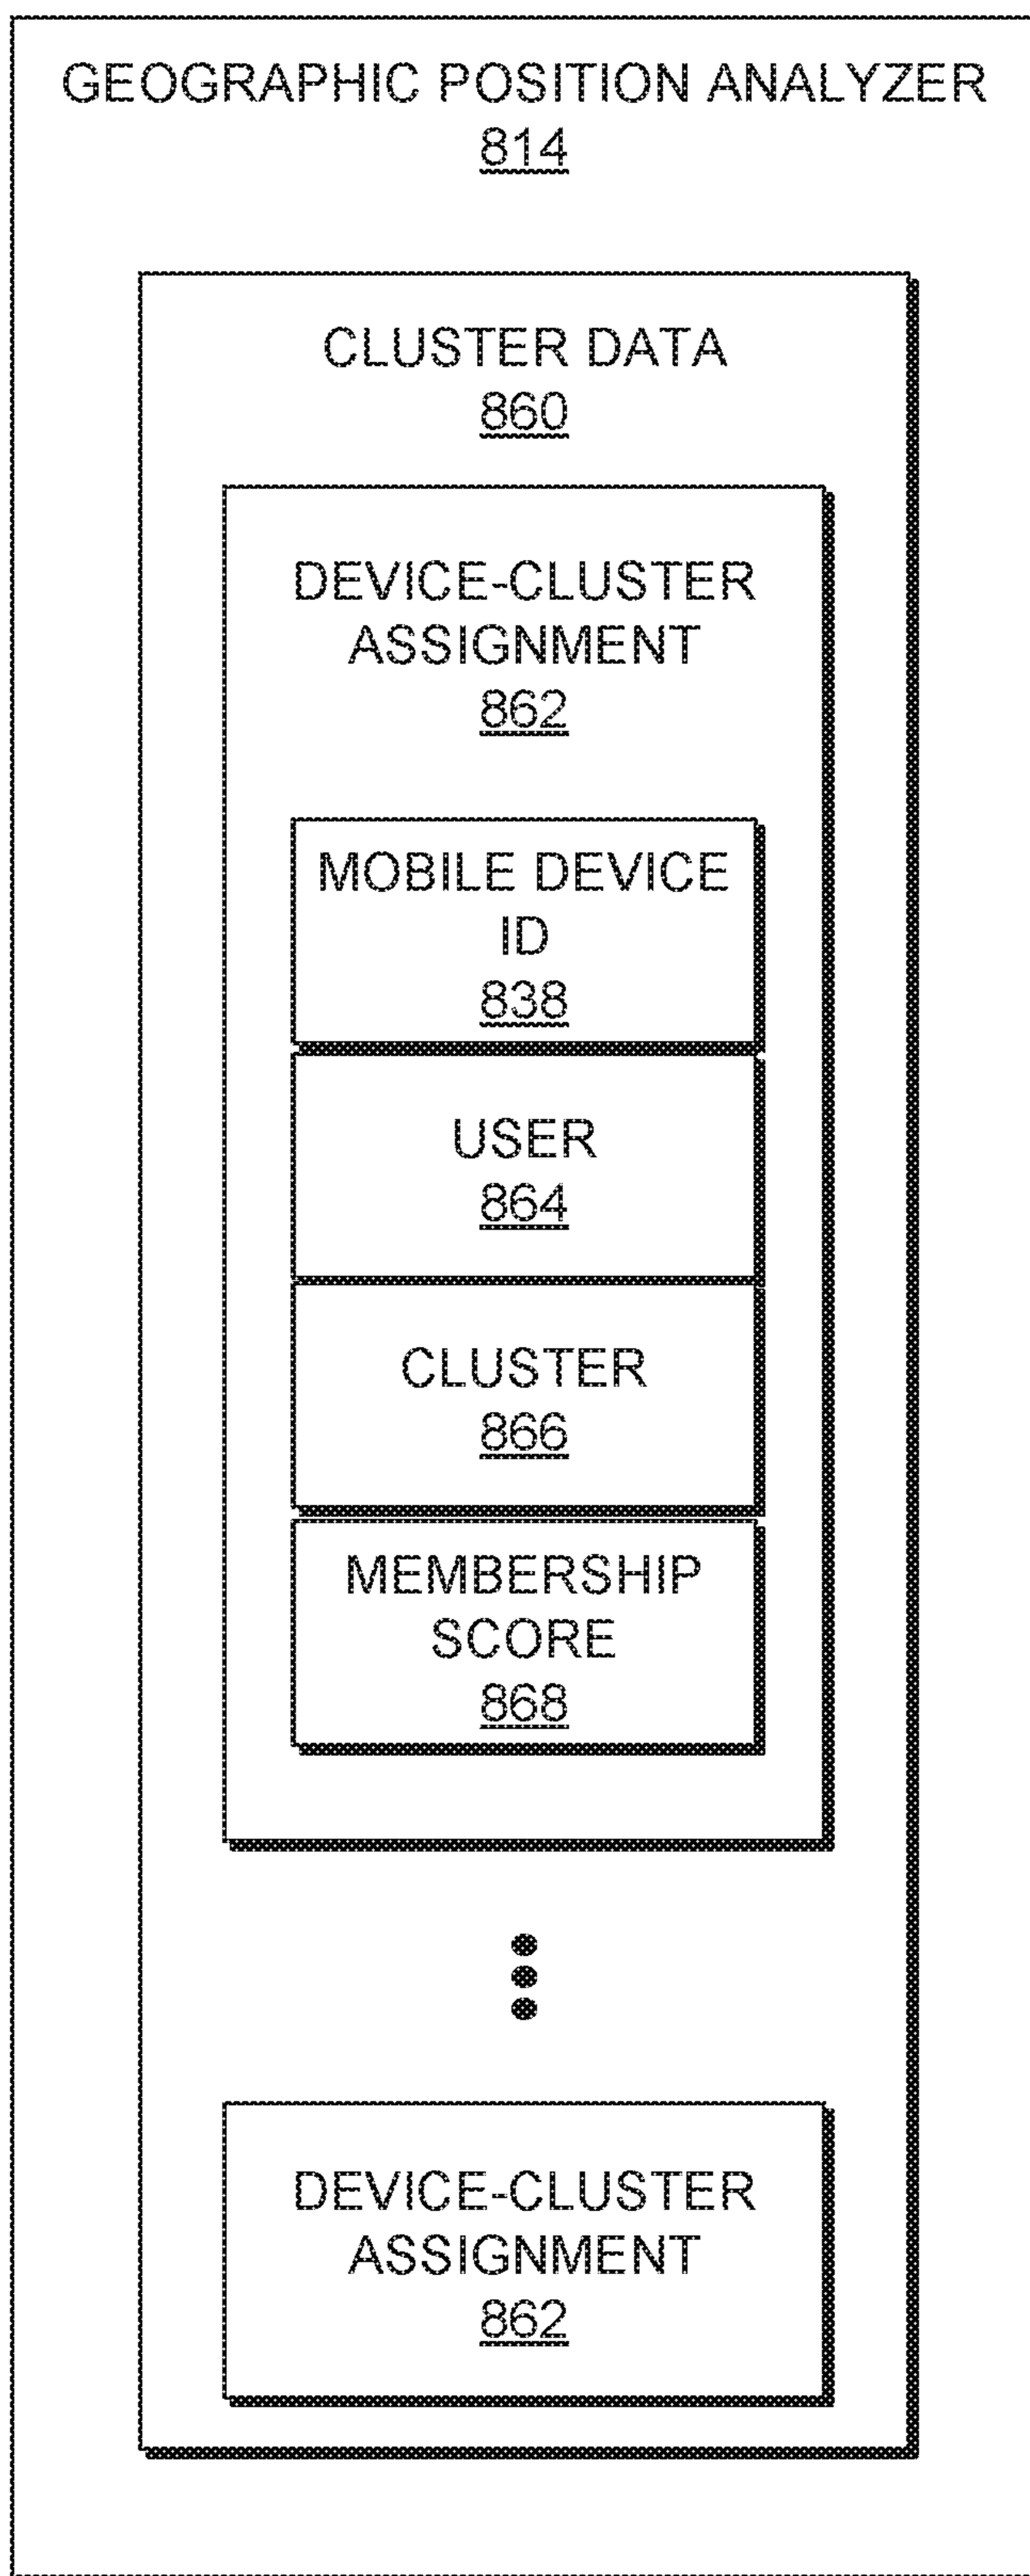 GEOGRAPHIC POSITION ANALYZER
814
CLUSTER DATA
860
DEVICE-CLUSTER
ASSIGNMENT
862
MOBILE DEVICE
ID
838
USER
864
CLUSTER
866
MEMBERSHIP
SCORE
868
DEVICE-CLUSTER
ASSIGNMENT
862